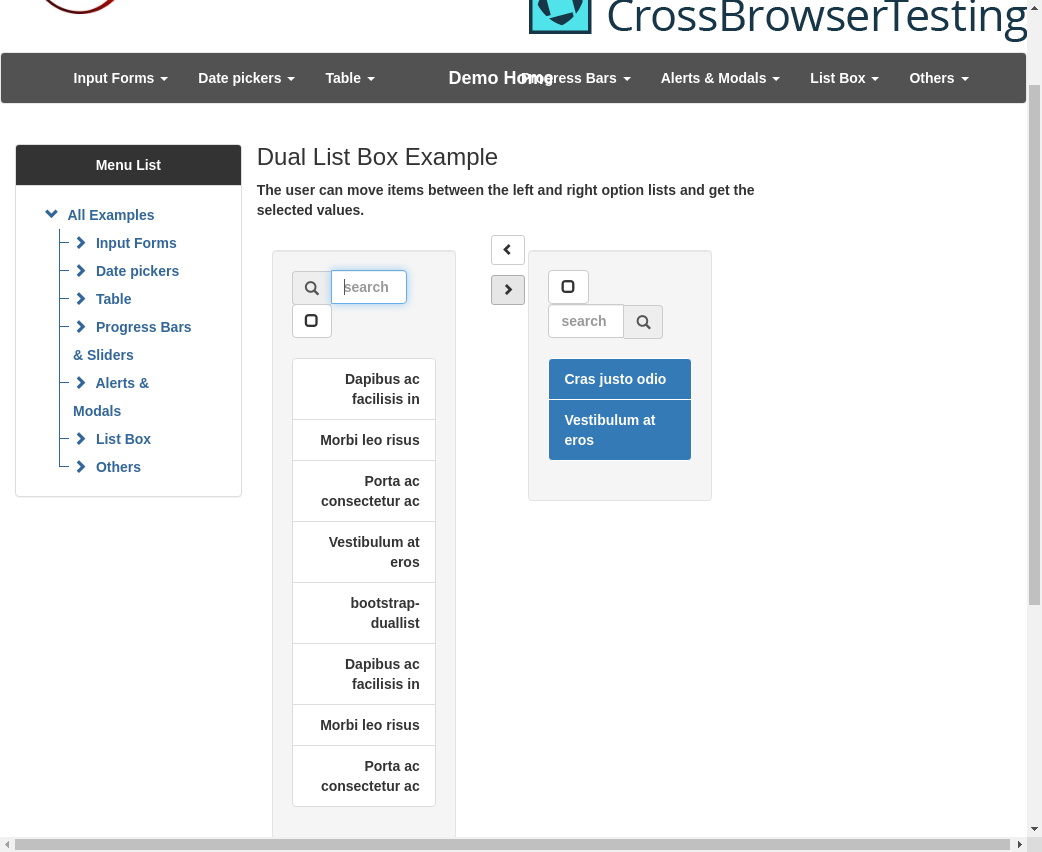 CrossBrowserTesting
Input Forms Date pickers Table Demo Home Progress Bars Alerts & Modals List Box Others
Menu List
All Examples
Input Forms
Date pickers
Table
Progress Bars
& Sliders
Alerts &
Modals
List Box
Others
Dual List Box Example
The user can move items between the left and right option lists and get the
selected values.
search
Dapibus ac
facilisis in
Morbi leo risus
Porta ac
consectetur ac
Vestibulum at
eros
bootstrap-
duallist
Dapibus ac
facilisis in
Morbi leo risus
Porta ac
consectetur ac
search
Cras justo odio
Vestibulum at
eros